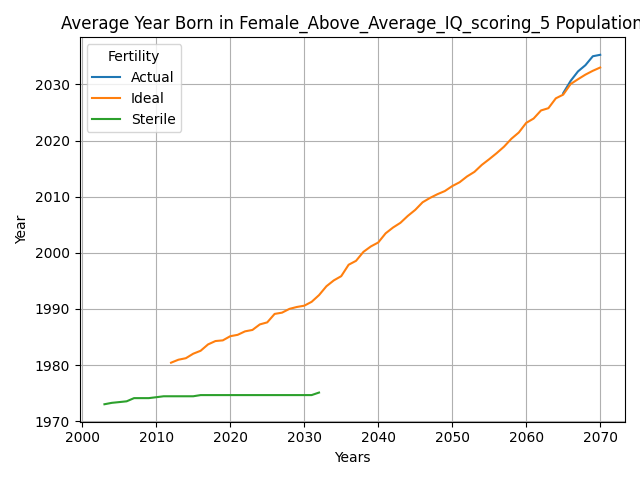 Average Year Born in Female_Above_Average_IQ_scoring_5 Population
Fertility
Actual
Ideal
Sterile
Year
2030
2020
2010
2000
1990
1980
1970
2000 2010 2020 2030 2040 2050 2060 2070
Years